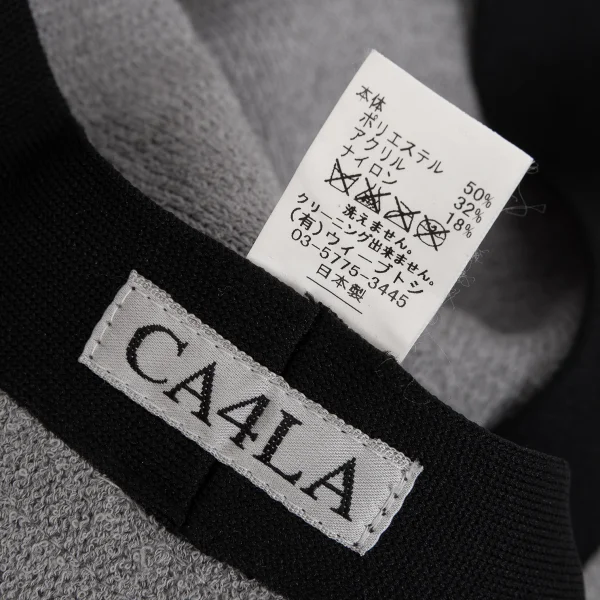 本体
ポリエステル 50%
アクリル 32%
ナイロン 18%
洗えません。
クリーニング出来ません。
(有)ウィーブトシ
03-5775-3445
日本製
CA4LA